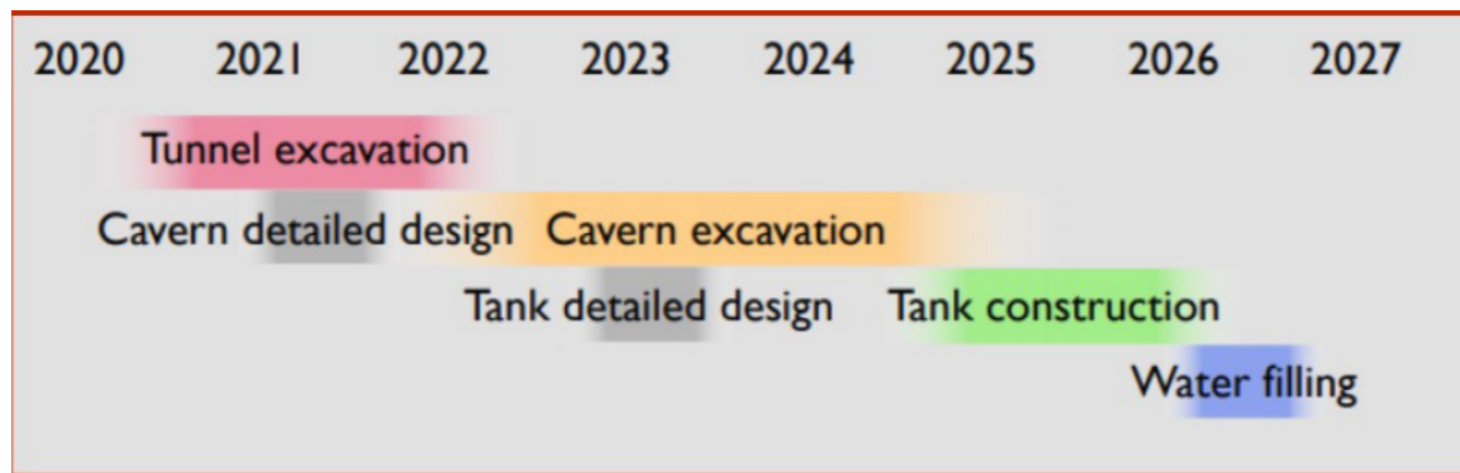 2020 2021 2022 2023 2024 2025 2026 2027
Tunnel excavation
Cavern detailed design Cavern excavation
Tank detailed design Tank construction
Water filling